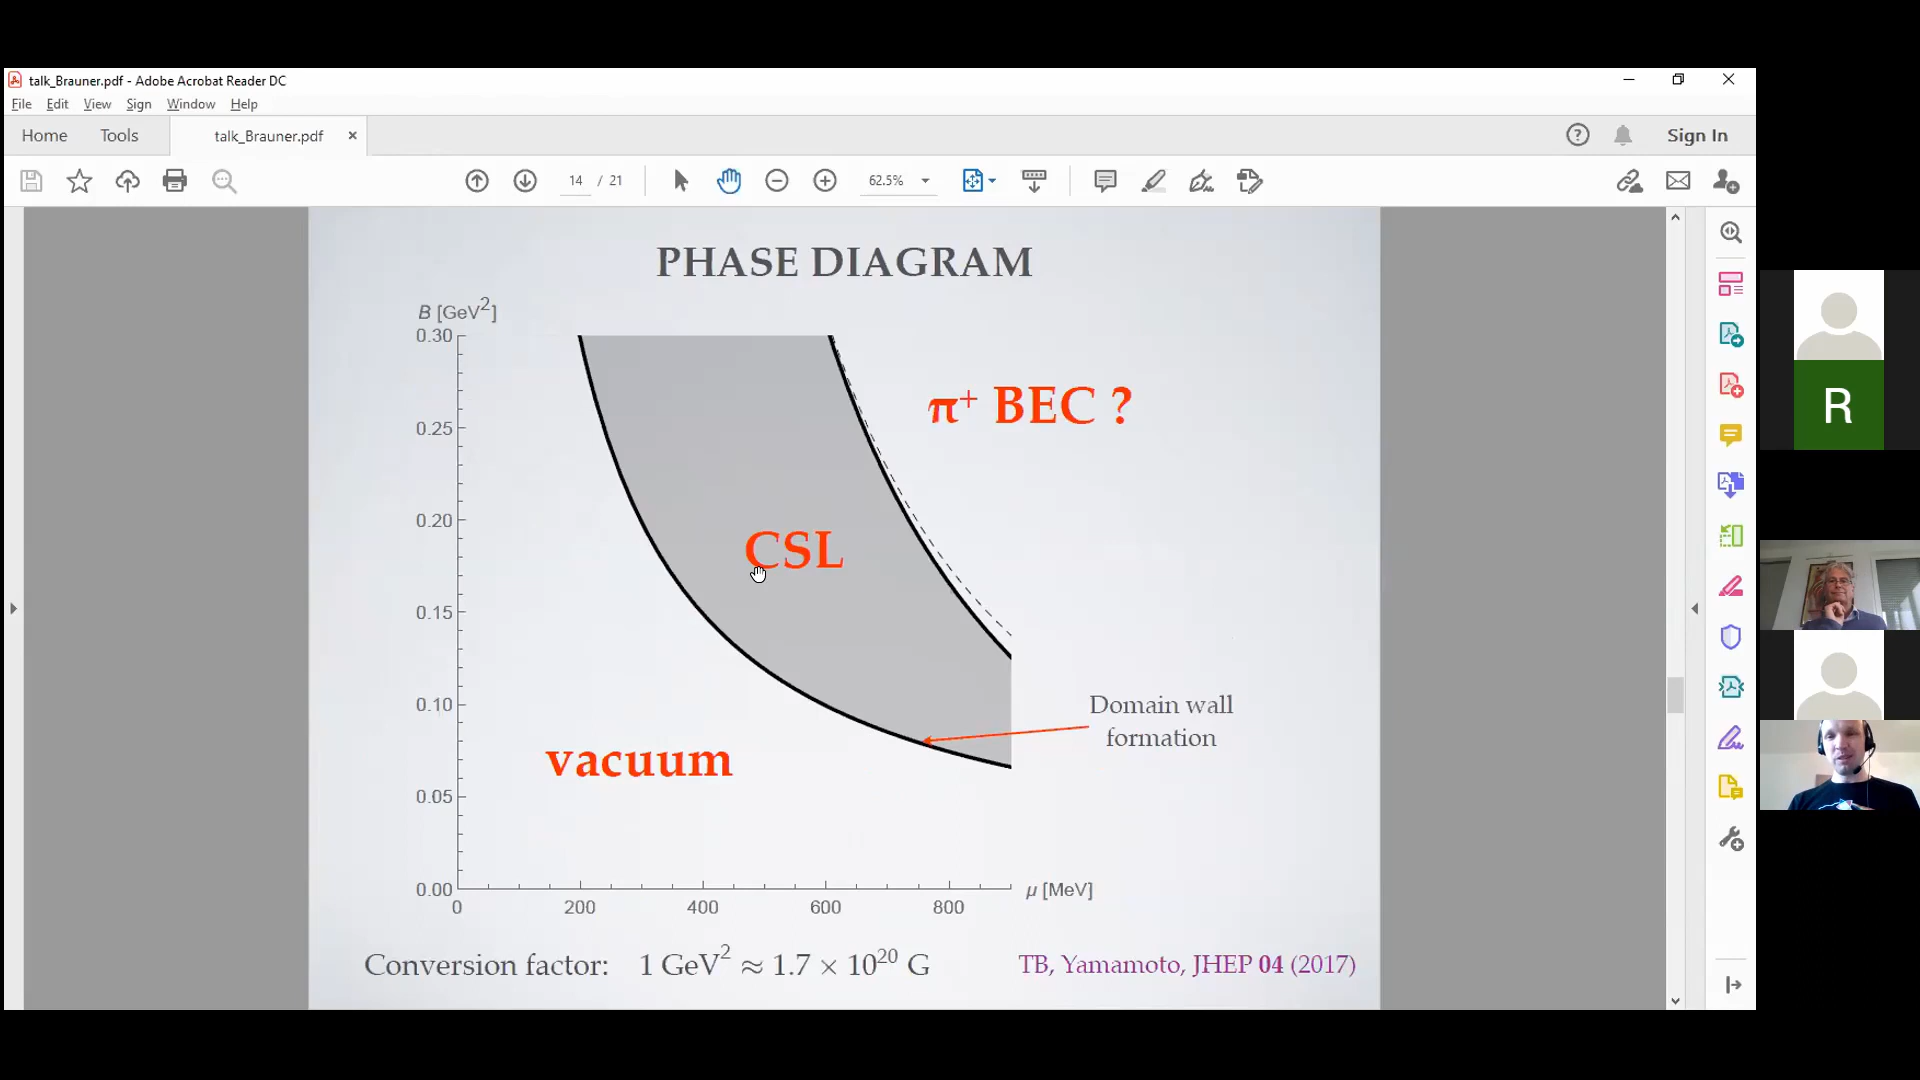 talk_Brauner.pdf - Adobe Acrobat Reader DC
File Edit View Sign Window Help
Home Tools talk_Brauner.pdf × Sign In
14 / 21 62.5%
PHASE DIAGRAM
B [GeV²]
0.30
0.25
0.20
0.15
0.10
0.05
0.00
π⁺ BEC ?
CSL
Domain wall
formation
vacuum
μ [MeV]
0 200 400 600 800
Conversion factor: 1 GeV² ≈ 1.7 × 10²⁰ G
TB, Yamamoto, JHEP 04 (2017)
R